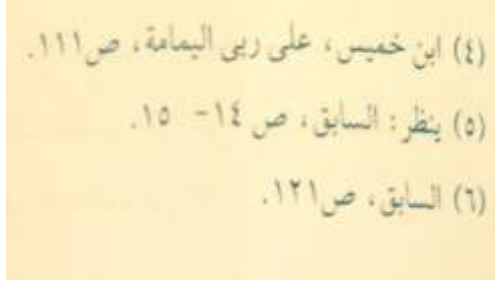 (٤) ابن خميس، على ربى اليمامة، ص١١١.
(٥) ينظر: السابق، ص ١٤- ١٥.
(٦) السابق، ص١٢١.